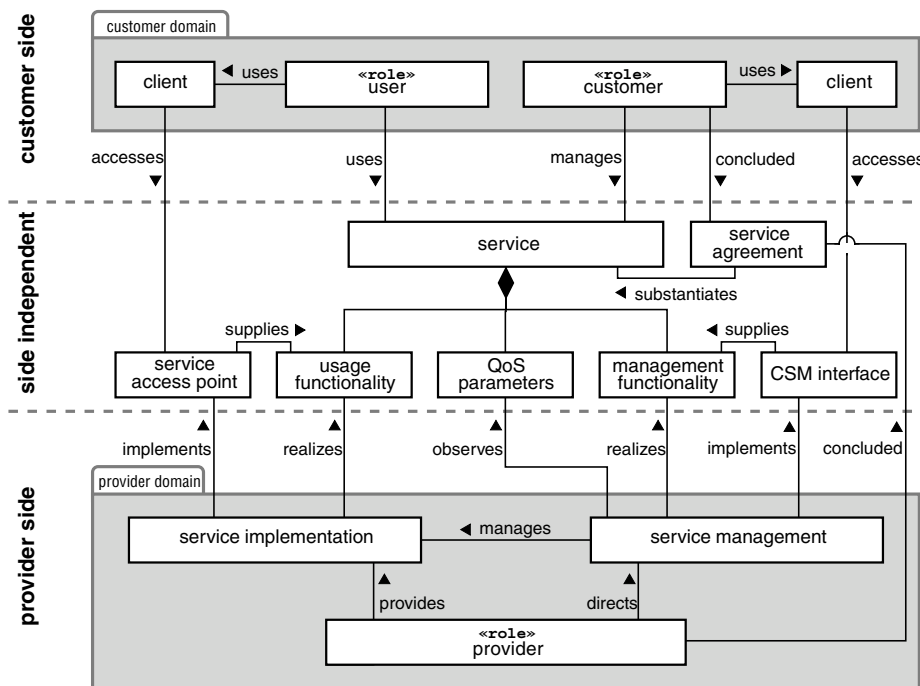 customer side
customer domain
client
uses
«role»
user
«role»
customer
uses
client
accesses
uses
manages
concluded
accesses
side independent
service
service
agreement
substantiates
supplies
supplies
service
access point
usage
functionality
QoS
parameters
management
functionality
CSM interface
implements
realizes
observes
realizes
implements
concluded
provider side
provider domain
service implementation
manages
service management
provides
directs
«role»
provider